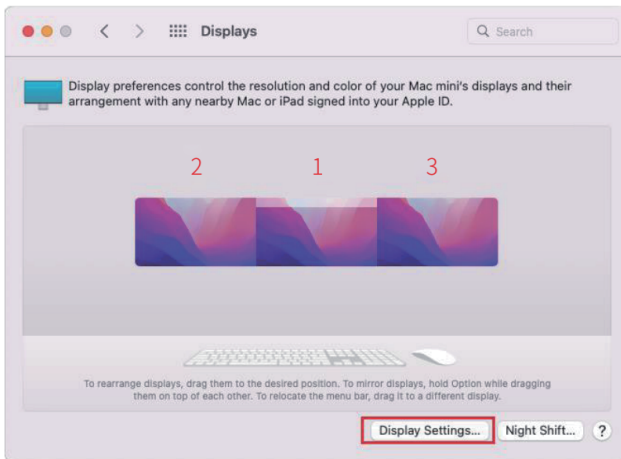 Displays
Search
Display preferences control the resolution and color of your Mac mini's displays and their
arrangement with any nearby Mac or iPad signed into your Apple ID.
2 1 3
To rearrange displays, drag them to the desired position. To mirror displays, hold Option while dragging
them on top of each other. To relocate the menu bar, drag it to a different display.
Display Settings... Night Shift... ?